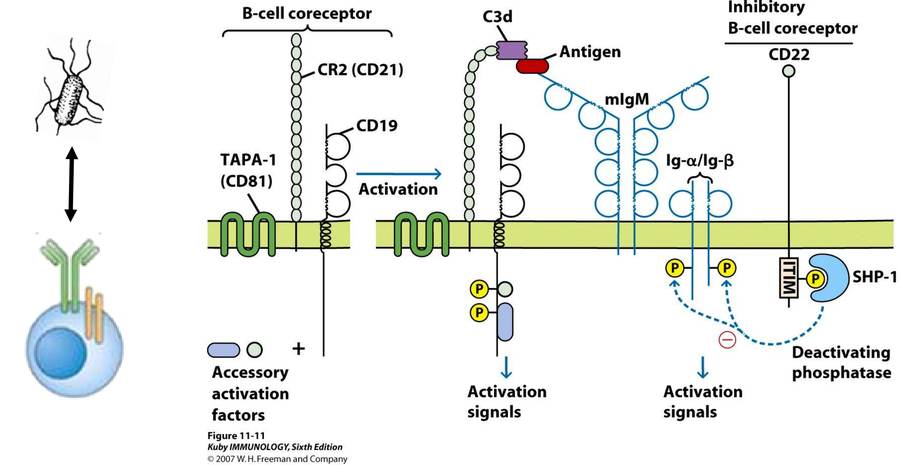 B-cell coreceptor
CR2 (CD21)
CD19
TAPA-1
(CD81)
Activation
C3d
Antigen
mIgM
Ig-α/Ig-β
Inhibitory
B-cell coreceptor
CD22
P
P
P
P
ITIM
P
SHP-1
–
+
Accessory
activation
factors
Activation
signals
Activation
signals
Deactivating
phosphatase
Figure 11-11
Kuby IMMUNOLOGY, Sixth Edition
© 2007 W. H. Freeman and Company